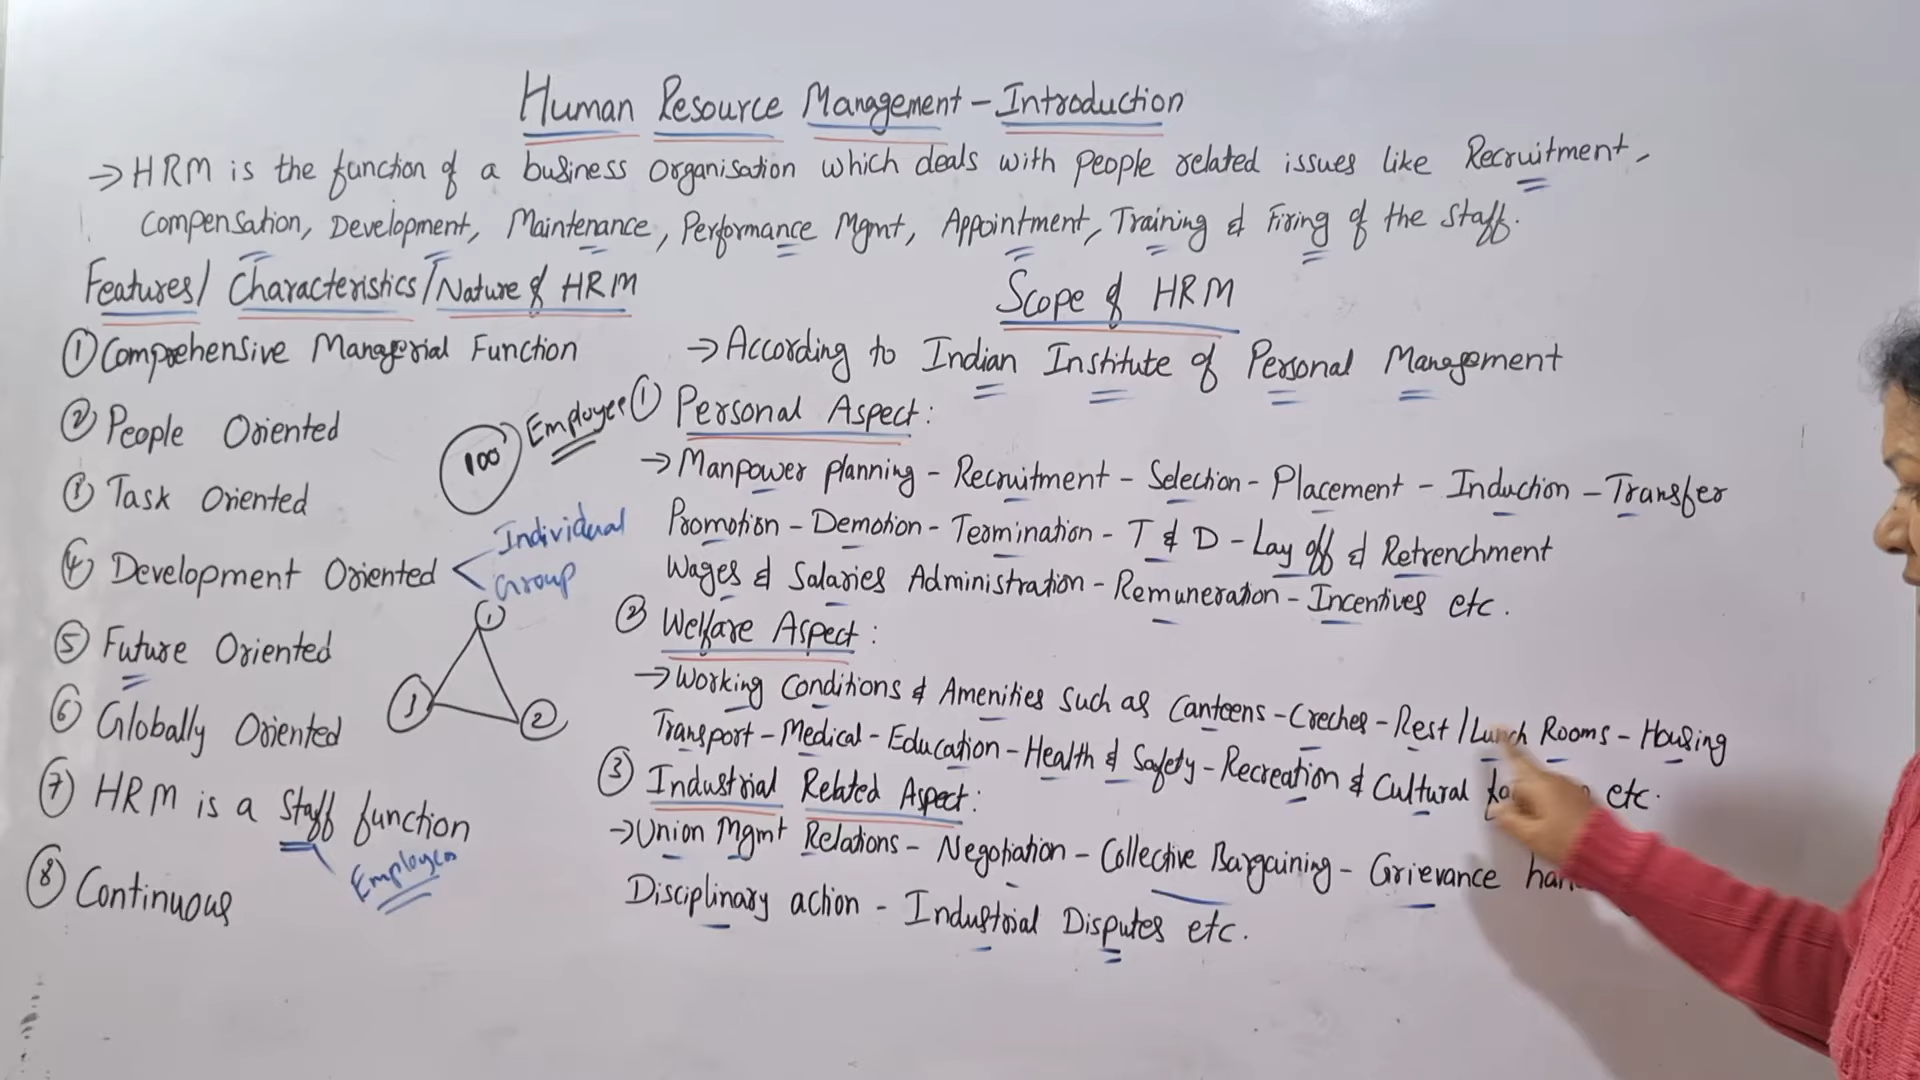 Human Resource Management - Introduction
→ HRM is the function of a business organisation which deals with people related issues like Recruitment,
Compensation, Development, Maintenance, Performance Mgmt, Appointment, Training & Firing of the staff.
Features/ Characteristics/ Nature of HRM
① Comprehensive Managerial Function
② People Oriented
③ Task Oriented
④ Development Oriented
Individual
Group
⑤ Future Oriented
⑥ Globally Oriented
⑦ HRM is a Staff function
Employees
⑧ Continuous
100
Employees
1
3
2
Scope of HRM
→ According to Indian Institute of Personal Management
① Personal Aspect:
→ Manpower planning - Recruitment - Selection - Placement - Induction - Transfer
Promotion - Demotion - Termination - T & D - Lay off & Retrenchment
Wages & Salaries Administration - Remuneration - Incentives etc.
② Welfare Aspect:
→ Working Conditions & Amenities such as Canteens - Creches - Rest / Lunch Rooms - Housing
Transport - Medical - Education - Health & Safety - Recreation & Cultural etc.
③ Industrial Related Aspect:
→ Union Mgmt Relations - Negotiation - Collective Bargaining - Grievance
Disciplinary action - Industrial Disputes etc.